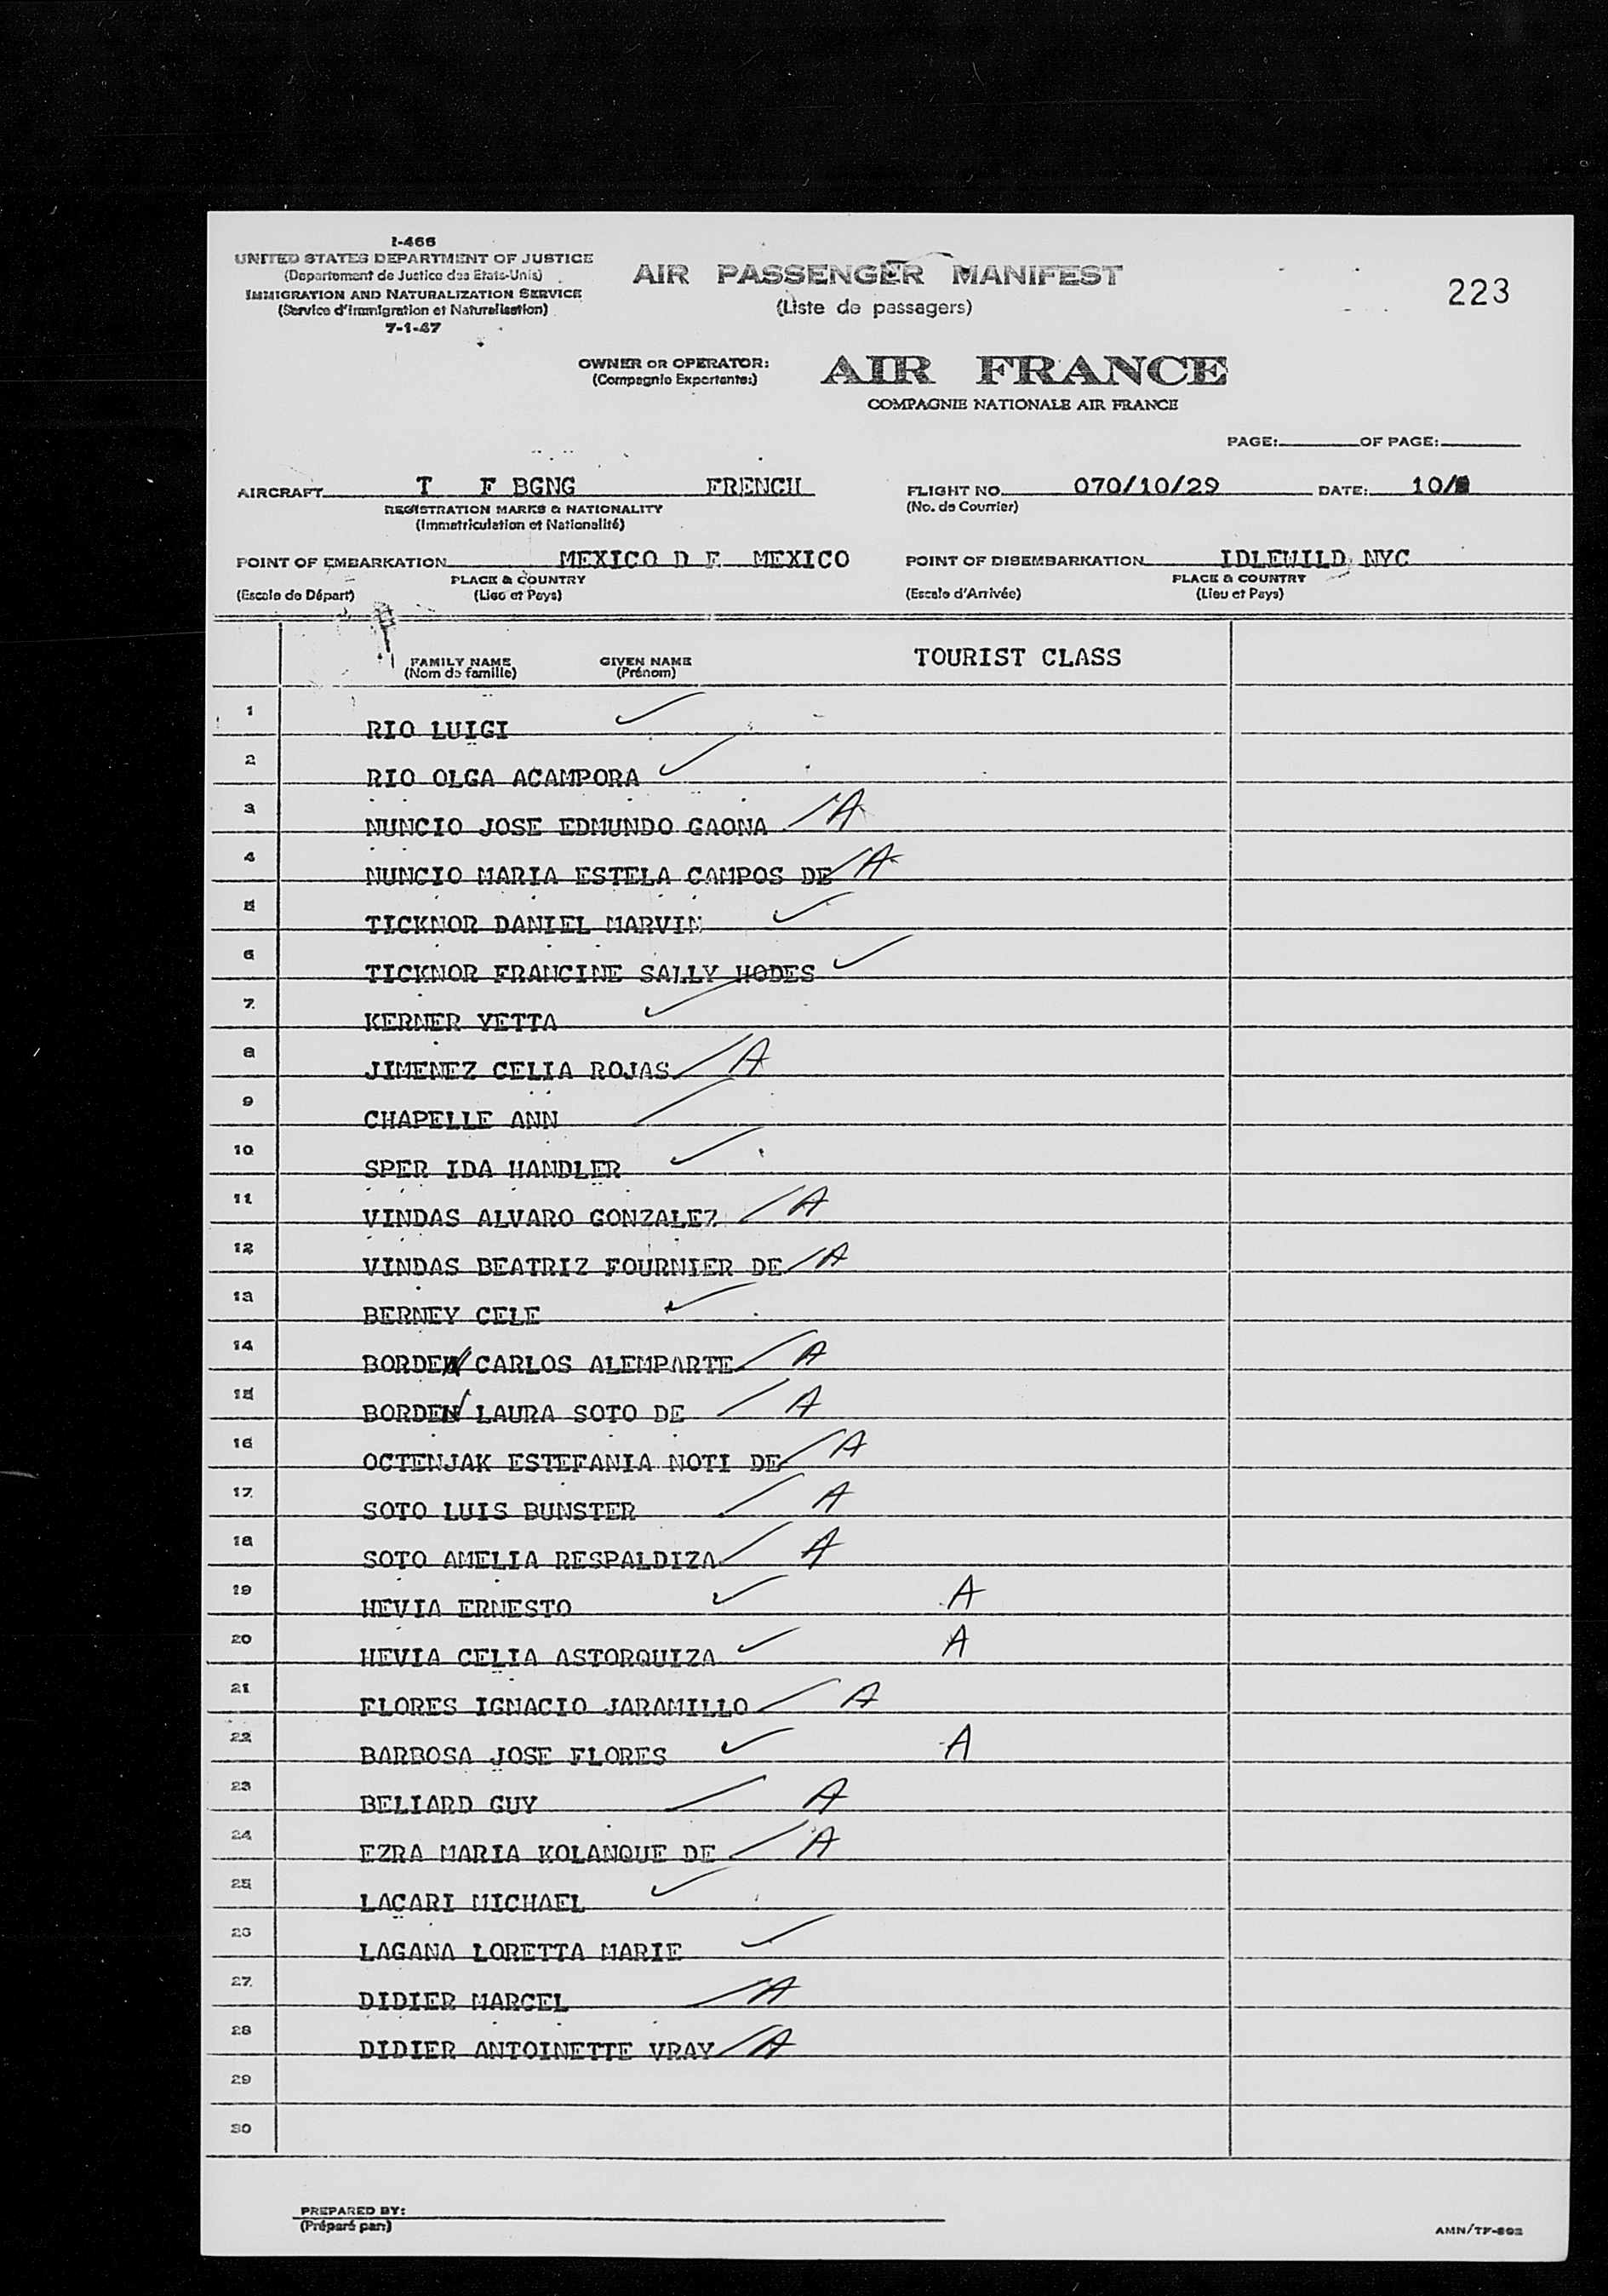 I-466
UNITED STATES DEPARTMENT OF JUSTICE
(Departement de Justice des Etats-Unis)
IMMIGRATION AND NATURALIZATION SERVICE
(Service d'Immigration et Naturalisation)
7-1-47
AIR PASSENGER MANIFEST
(Liste de passagers)
223
OWNER OR OPERATOR:
(Compagnie Exportante:)
AIR FRANCE
COMPAGNIE NATIONALE AIR FRANCE
PAGE: OF PAGE:
AIRCRAFT T F BGNG FRENCH
REGISTRATION MARKS & NATIONALITY
(Immatriculation et Nationalité)
FLIGHT NO. 070/10/29 DATE: 10/
(No. de Courrier)
POINT OF EMBARKATION MEXICO D F MEXICO
PLACE & COUNTRY
(Escale de Départ) (Lieu et Pays)
POINT OF DISEMBARKATION IDLEWILD NYC
PLACE & COUNTRY
(Escale d'Arrivée) (Lieu et Pays)
FAMILY NAME GIVEN NAME TOURIST CLASS
(Nom de famille) (Prénom)
1 RIO LUIGI ✓
2 RIO OLGA ACAMPORA ✓
3 NUNCIO JOSE EDMUNDO GAONA / A
4 NUNCIO MARIA ESTELA CAMPOS DE / A
5 TICKNOR DANIEL MARVIN ✓
6 TICKNOR FRANCINE SALLY HODES ✓
7 KERNER YETTA ✓
8 JIMENEZ CELIA ROJAS / A
9 CHAPELLE ANN /
10 SPER IDA HANDLER ✓
11 VINDAS ALVARO GONZALEZ / A
12 VINDAS BEATRIZ FOURNIER DE / A
13 BERNEY CELE ✓
14 BORDEU CARLOS ALEMPARTE / A
15 BORDEU LAURA SOTO DE / A
16 OCTENJAK ESTEFANIA NOTI DE / A
17 SOTO LUIS BUNSTER / A
18 SOTO AMELIA RESPALDIZA / A
19 HEVIA ERNESTO ✓ A
20 HEVIA CELIA ASTORQUIZA ✓ A
21 FLORES IGNACIO JARAMILLO / A
22 BARBOSA JOSE FLORES ✓ A
23 BELIARD GUY / A
24 EZRA MARIA KOLANQUE DE / A
25 LACARI MICHAEL ✓
26 LAGANA LORETTA MARIE ✓
27 DIDIER MARCEL / A
28 DIDIER ANTOINETTE VRAY / A
29
30
PREPARED BY:
(Préparé par:)